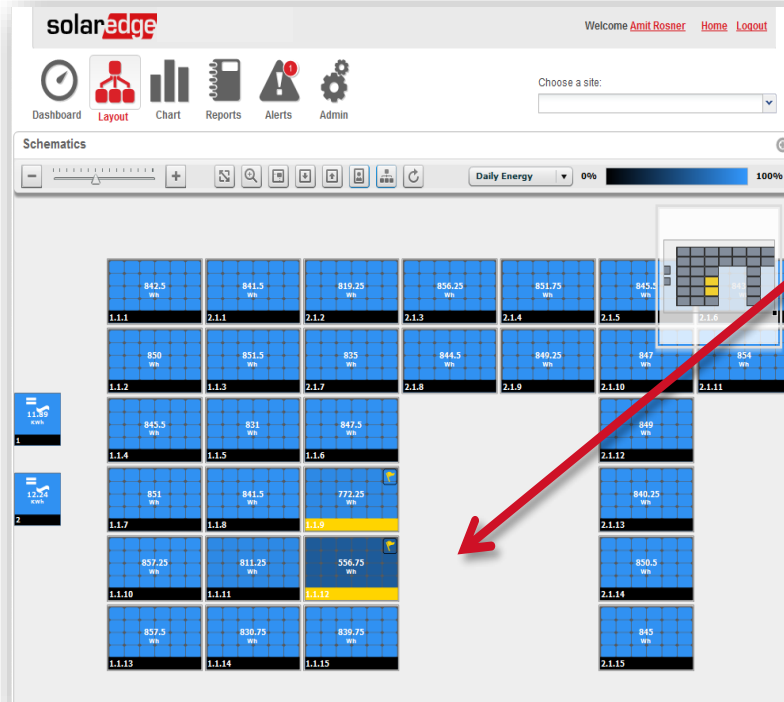 solaredge
Welcome Amit Rosner Home Logout
Choose a site:
Dashboard Layout Chart Reports Alerts Admin
Schematics
Daily Energy 0% 100%
842.5 841.5 819.25 856.25 851.75 845.5
Wh Wh Wh Wh Wh Wh
1.1.1 2.1.1 2.1.2 2.1.3 2.1.4 2.1.5 2.1.6
850 851.5 835 844.5 849.25 847 854
Wh Wh Wh Wh Wh Wh Wh
1.1.2 1.1.3 2.1.7 2.1.8 2.1.9 2.1.10 2.1.11
11.89
KWh
1
845.5 831 847.5 849
Wh Wh Wh Wh
1.1.4 1.1.5 1.1.6 2.1.12
12.24
KWh
2
851 841.5 772.25 840.25
Wh Wh Wh Wh
1.1.7 1.1.8 1.1.9 2.1.13
857.25 811.25 556.75 850.5
Wh Wh Wh Wh
1.1.10 1.1.11 1.1.12 2.1.14
857.5 830.75 839.75 845
Wh Wh Wh Wh
1.1.13 1.1.14 1.1.15 2.1.15